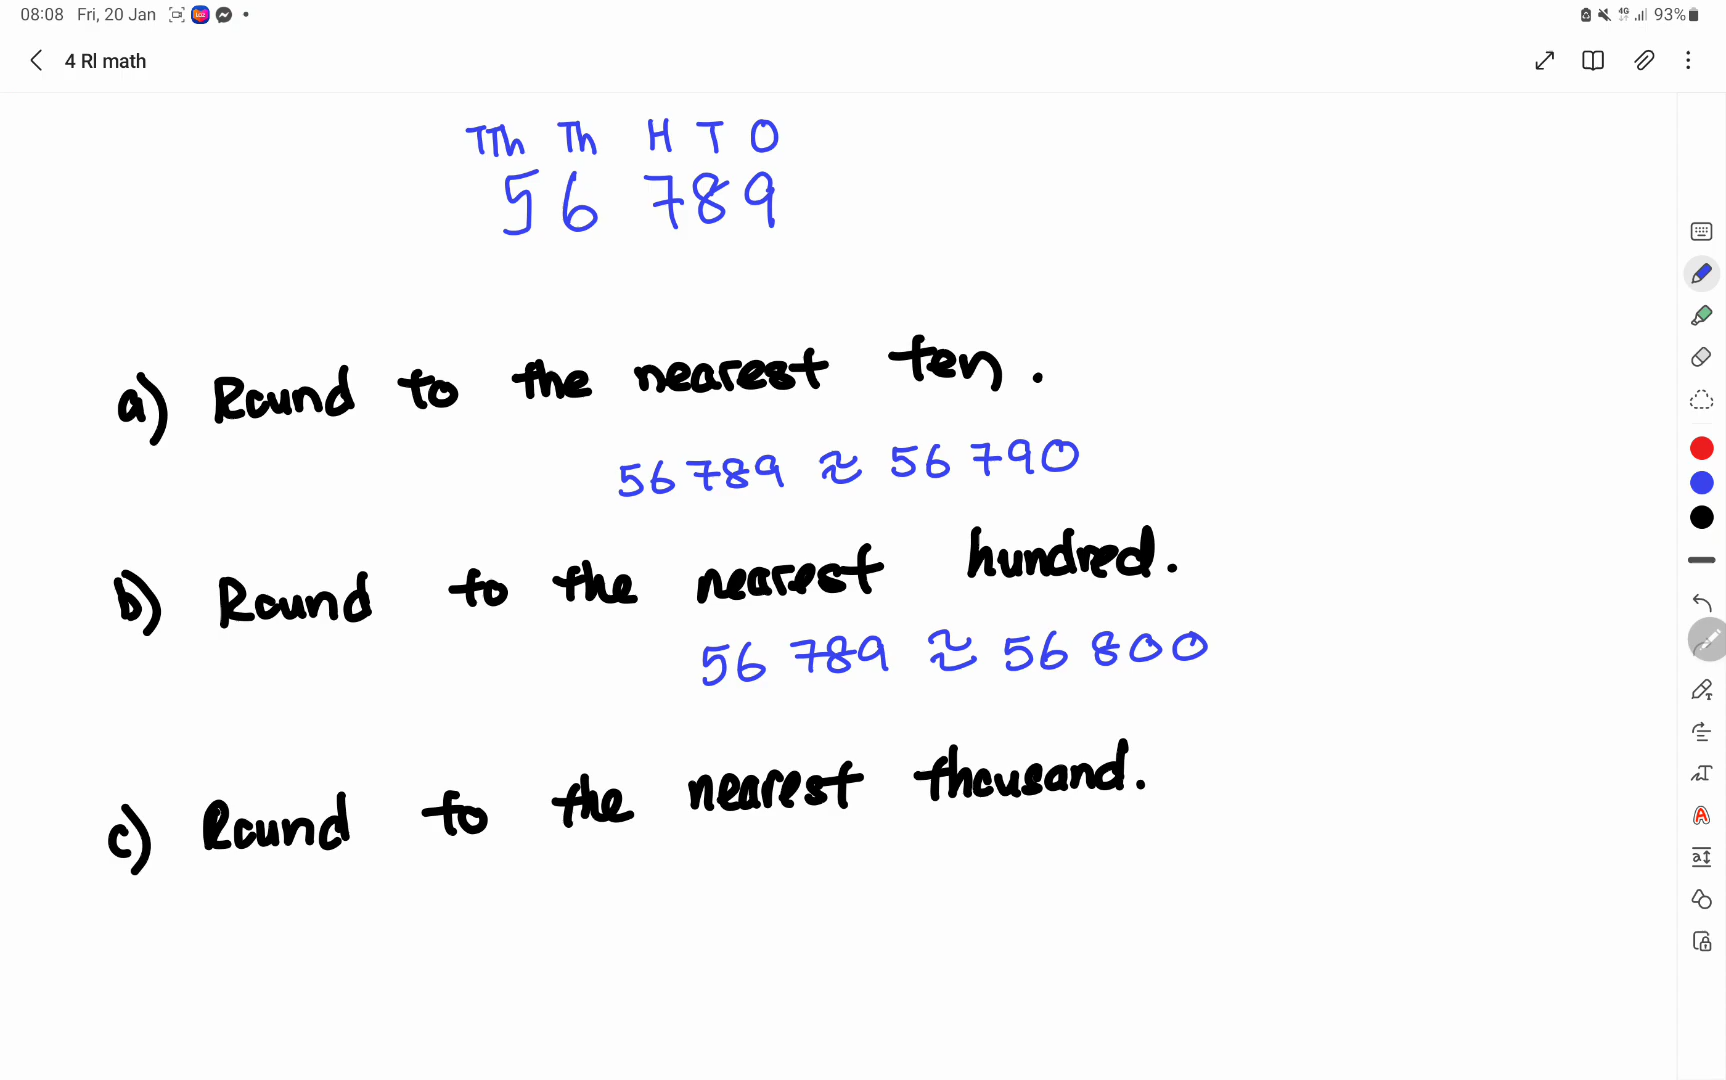 08:08 Fri, 20 Jan 4G 93%
4 Rl math
TTh Th H T O
56 789
a) Round to the nearest ten.
56 789 ≈ 56 790
b) Round to the nearest hundred.
56 789 ≈ 56 800
c) Round to the nearest thousand.